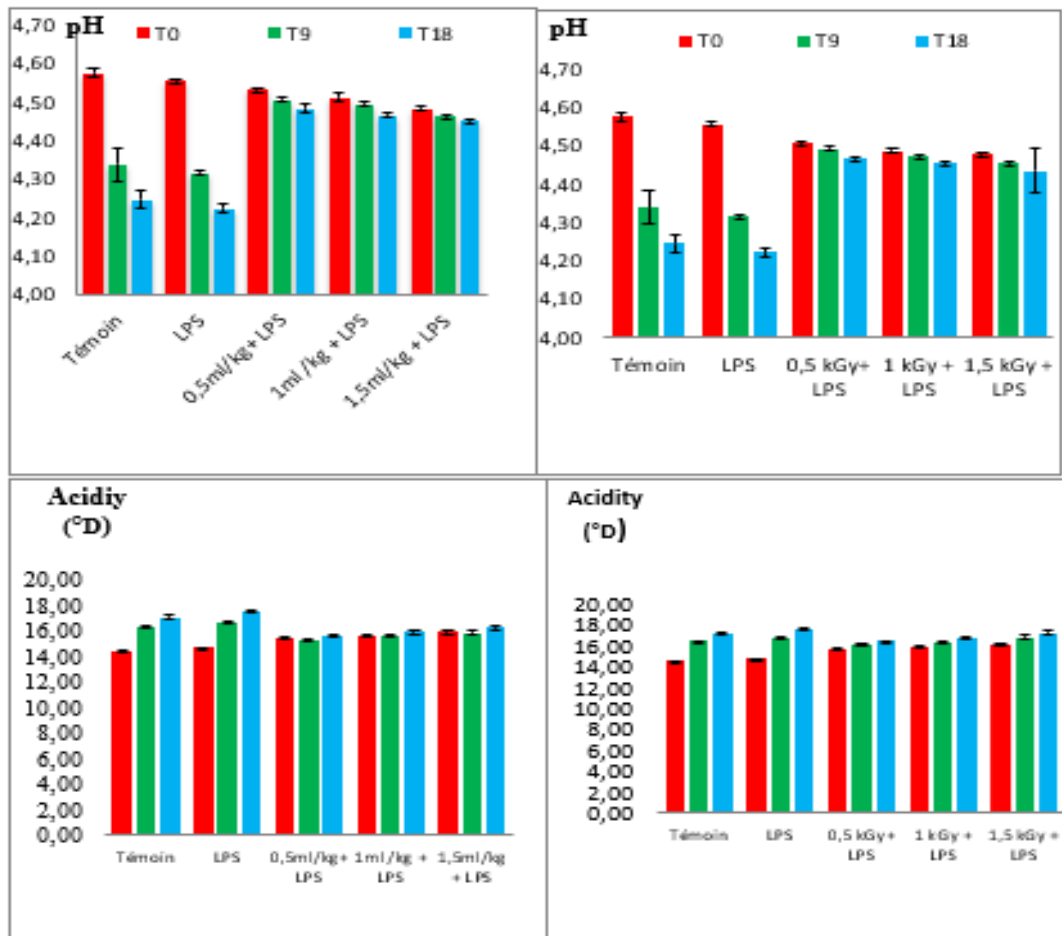 pH
T0 T9 T18
4,70
4,60
4,50
4,40
4,30
4,20
4,10
4,00
Témoin
LPS
0,5ml/kg+ LPS
1ml /kg + LPS
1,5ml/kg + LPS
pH
T0 T9 T18
4,70
4,60
4,50
4,40
4,30
4,20
4,10
4,00
Témoin LPS 0,5 kGy+ 1 kGy + 1,5 kGy +
LPS LPS LPS
Acidiy
(°D)
20,00
18,00
16,00
14,00
12,00
10,00
8,00
6,00
4,00
2,00
0,00
Témoin LPS 0,5ml/kg+ 1ml /kg + 1,5ml/kg
LPS LPS + LPS
Acidity
(°D)
20,00
18,00
16,00
14,00
12,00
10,00
8,00
6,00
4,00
2,00
0,00
Témoin LPS 0,5 kGy+ 1 kGy + 1,5 kGy +
LPS LPS LPS